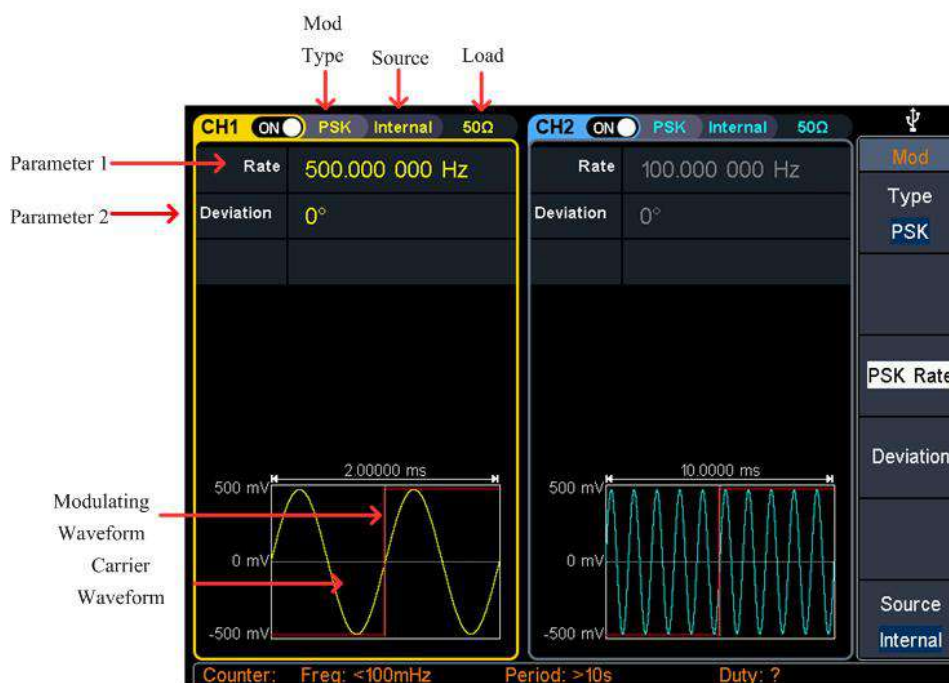 Mod
Type
Source
Load
CH1 ON PSK Internal 50Ω
CH2 ON PSK Internal 50Ω
Parameter 1
Rate 500.000 000 Hz
Rate 100.000 000 Hz
Parameter 2
Deviation 0°
Deviation 0°
Mod
Type
PSK
PSK Rate
Deviation
Source
Internal
2.00000 ms
500 mV
0 mV
-500 mV
10.0000 ms
500 mV
0 mV
-500 mV
Modulating
Waveform
Carrier
Waveform
Counter: Freq: <100mHz Period: >10s Duty: ?